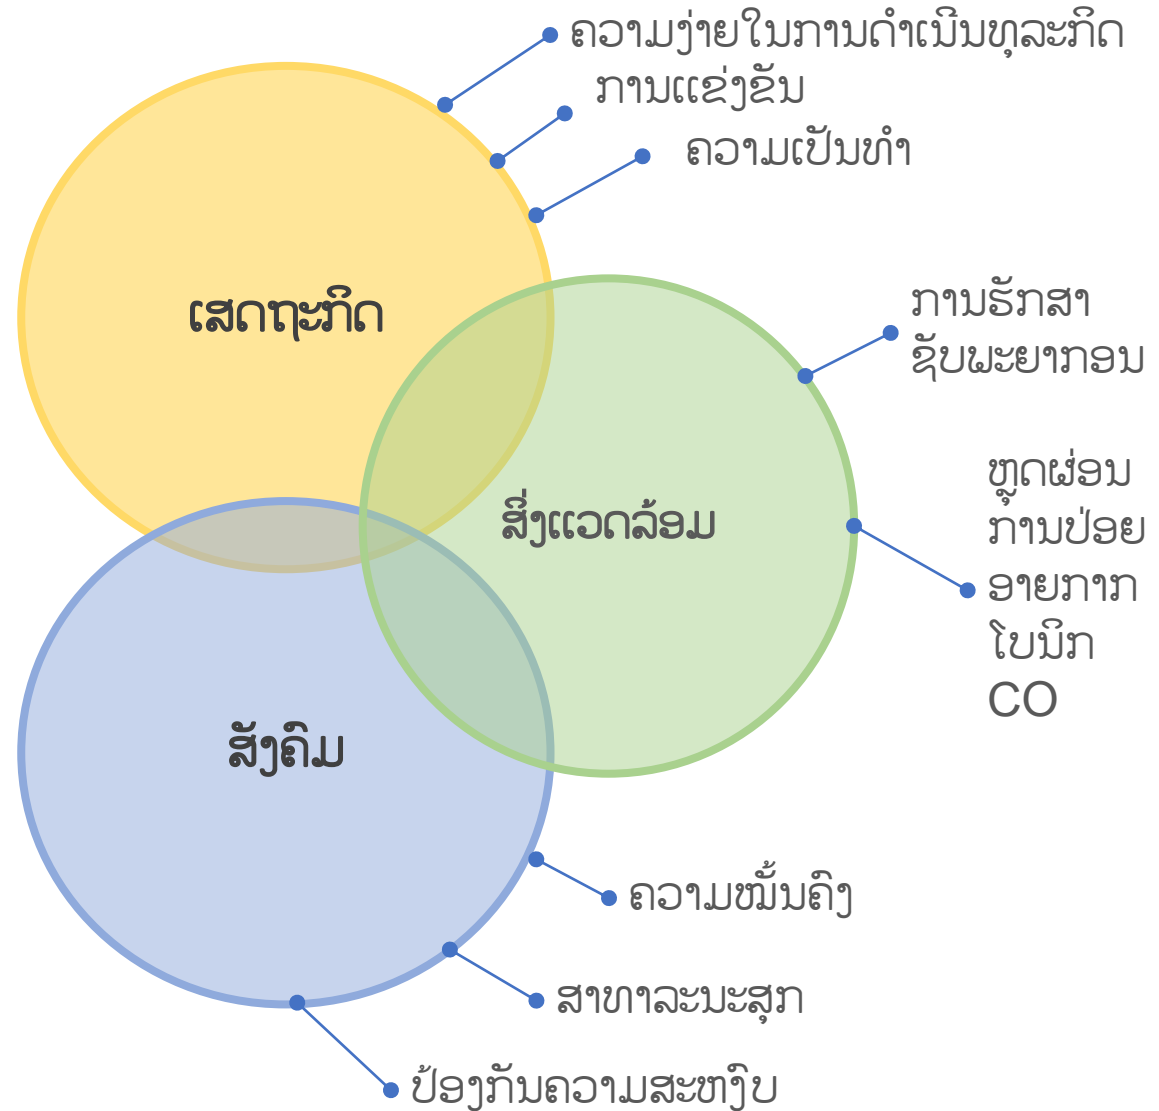 ຄວາມງ່າຍໃນການດຳເນີນທຸລະກິດ
ການແຂ່ງຂັນ
ຄວາມເປັນທຳ
ເສດຖະກິດ
ການຮັກສາ
ຊັບພະຍາກອນ
ສິ່ງແວດລ້ອມ
ຫຼຸດຜ່ອນ
ການປ່ອຍ
ອາຍກາກ
ໂບນິກ
CO
ສັງຄົມ
ຄວາມໝັ້ນຄົງ
ສາທາລະນະສຸກ
ປ້ອງກັນຄວາມສະຫງົບ